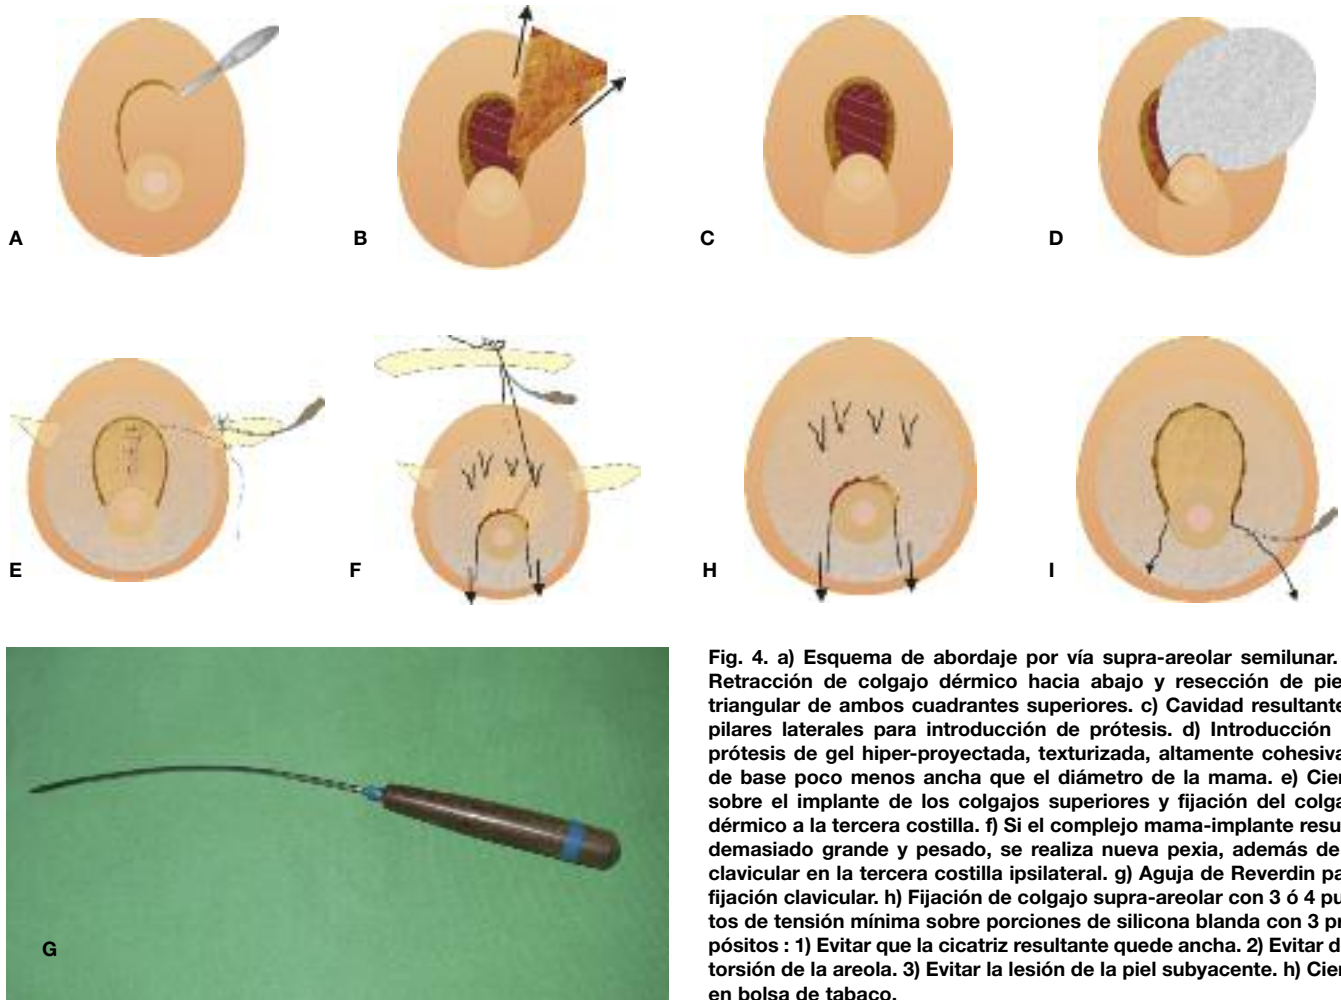 A
B
C
D
E
F
H
I
G
Fig. 4. a) Esquema de abordaje por vía supra-areolar semilunar.
Retracción de colgajo dérmico hacia abajo y resección de pie
triangular de ambos cuadrantes superiores. c) Cavidad resultante
pilares laterales para introducción de prótesis. d) Introducción
prótesis de gel hiper-proyectada, texturizada, altamente cohesiva
de base poco menos ancha que el diámetro de la mama. e) Cier
sobre el implante de los colgajos superiores y fijación del colga
dérmico a la tercera costilla. f) Si el complejo mama-implante resu
demasiado grande y pesado, se realiza nueva pexia, además de
clavicular en la tercera costilla ipsilateral. g) Aguja de Reverdin pa
fijación clavicular. h) Fijación de colgajo supra-areolar con 3 ó 4 pu
tos de tensión mínima sobre porciones de silicona blanda con 3 pr
pósitos : 1) Evitar que la cicatriz resultante quede ancha. 2) Evitar d
torsión de la areola. 3) Evitar la lesión de la piel subyacente. h) Cier
en bolsa de tabaco.